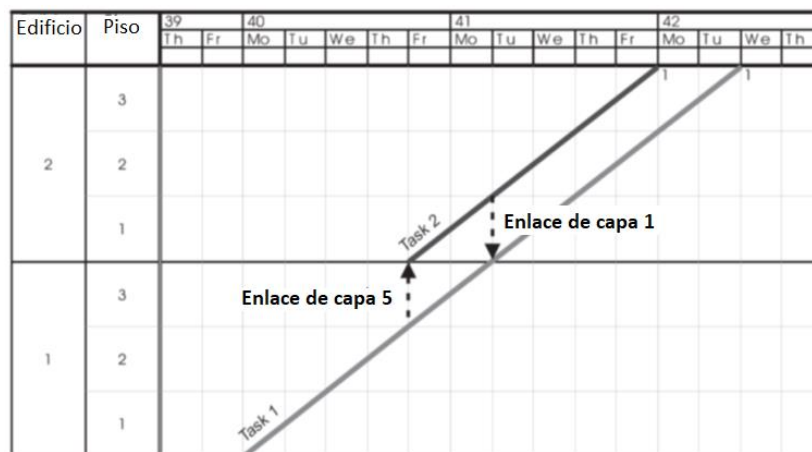 Edificio Piso 39 40 41 42
Th Fr Mo Tu We Th Fr Mo Tu We Th Fr Mo Tu We Th
1 1
3
2 2
Task 2
Enlace de capa 1
1
Enlace de capa 5
3
1 2
Task 1
1